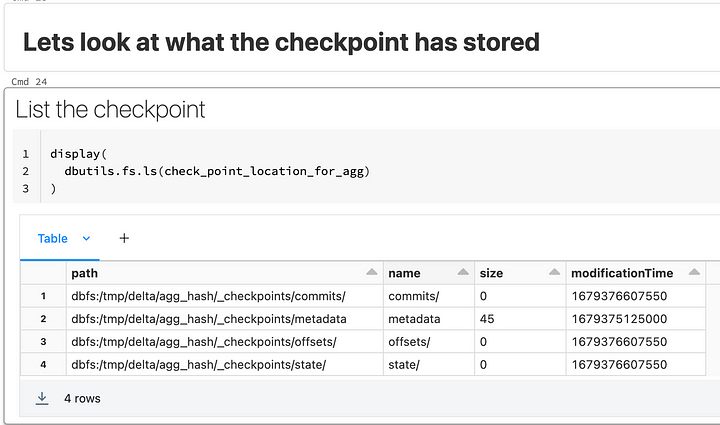 Lets look at what the checkpoint has stored
Cmd 24
List the checkpoint
1 display(
2 dbutils.fs.ls(check_point_location_for_agg)
3 )
Table +
path name size modificationTime
1 dbfs:/tmp/delta/agg_hash/_checkpoints/commits/ commits/ 0 1679376607550
2 dbfs:/tmp/delta/agg_hash/_checkpoints/metadata metadata 45 1679375125000
3 dbfs:/tmp/delta/agg_hash/_checkpoints/offsets/ offsets/ 0 1679376607550
4 dbfs:/tmp/delta/agg_hash/_checkpoints/state/ state/ 0 1679376607550
4 rows